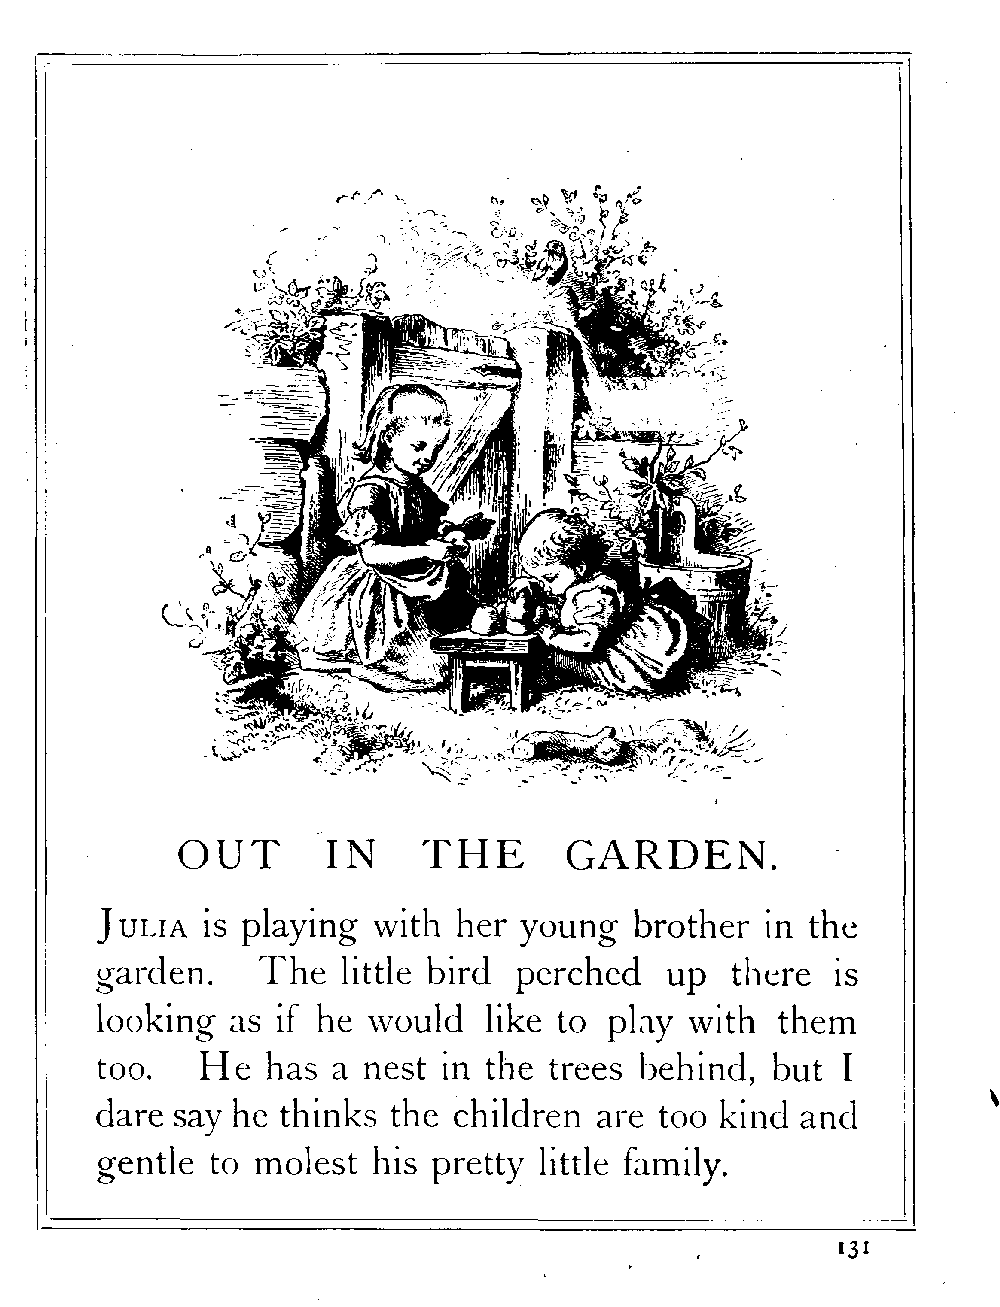 OUT IN THE GARDEN.
JULIA is playing with her young brother in the
garden. The little bird perched up there is
looking as if he would like to play with them
too. He has a nest in the trees behind, but I
dare say he thinks the children are too kind and
gentle to molest his pretty little family.
131